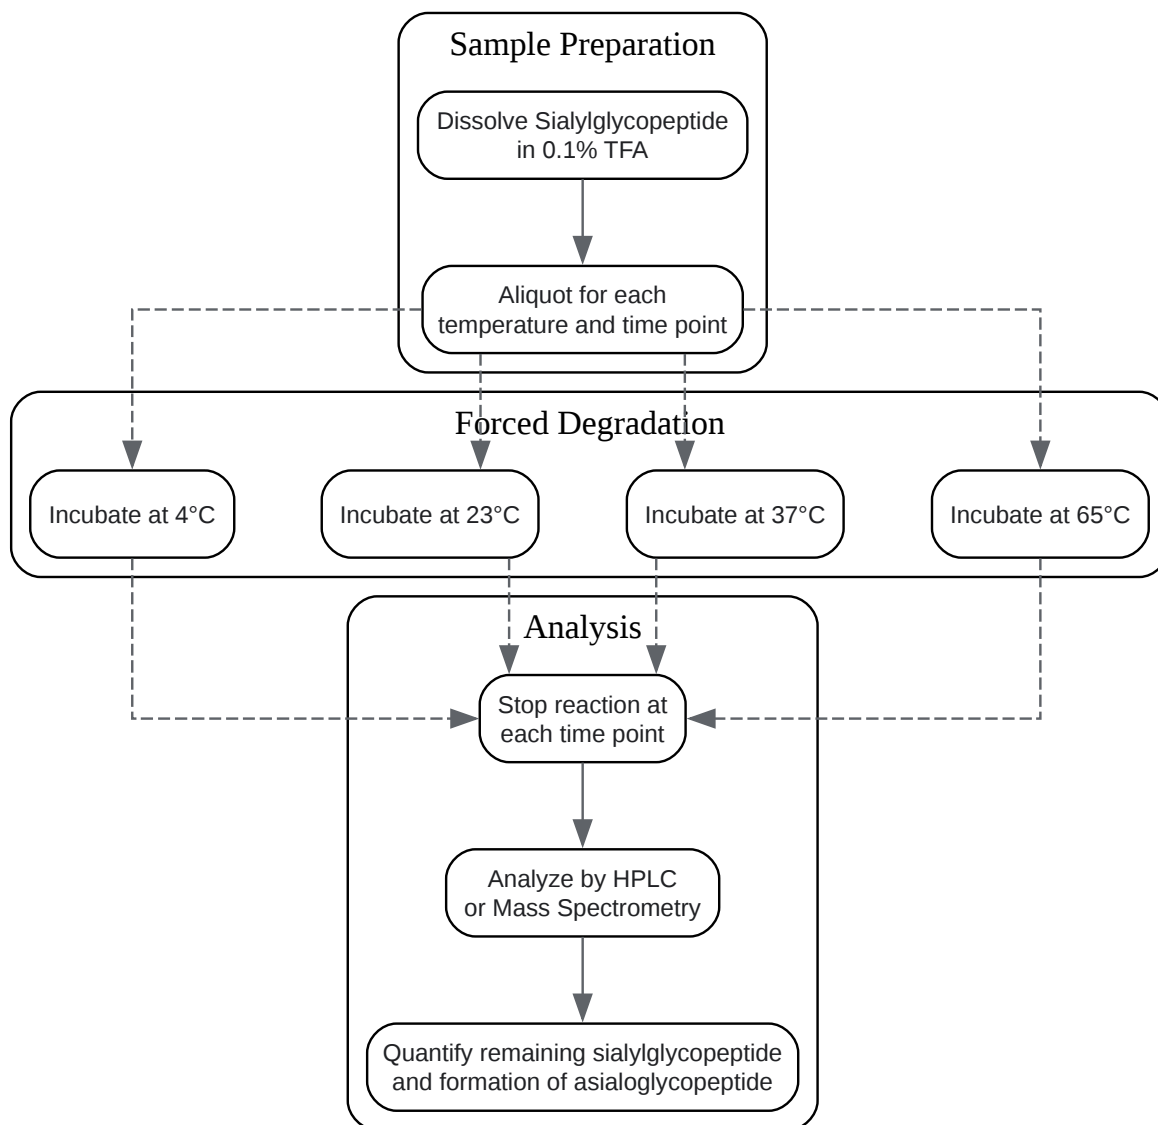 Sample Preparation
Dissolve Sialylglycopeptide
in 0.1% TFA
Aliquot for each
temperature and time point
Forced Degradation
Incubate at 4°C
Incubate at 23°C
Incubate at 37°C
Incubate at 65°C
Analysis
Stop reaction at
each time point
Analyze by HPLC
or Mass Spectrometry
Quantify remaining sialylglycopeptide
and formation of asialoglycopeptide